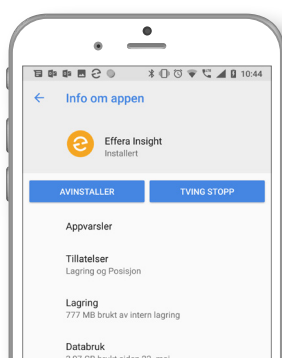 10:44
Info om appen
Effera Insight
Installert
AVINSTALLER
TVING STOPP
Appvarsler
Tillatelser
Lagring og Posisjon
Lagring
777 MB brukt av intern lagring
Databruk